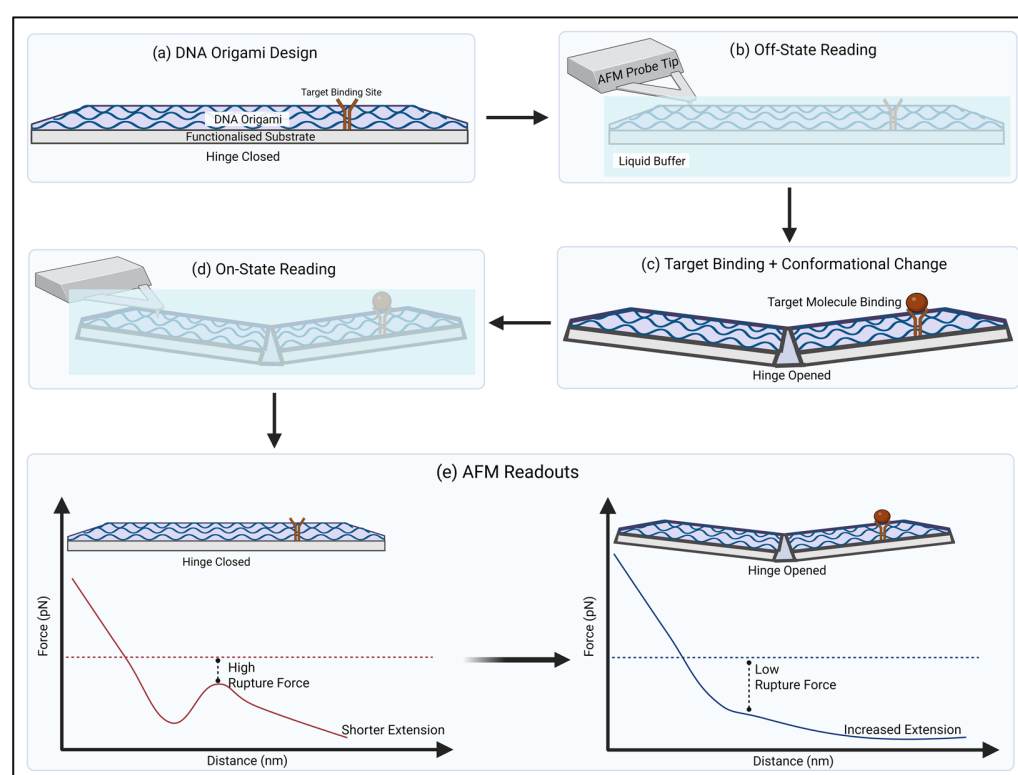 (a) DNA Origami Design
Target Binding Site
DNA Origami
Functionalised Substrate
Hinge Closed
(b) Off-State Reading
AFM Probe Tip
Liquid Buffer
(c) Target Binding + Conformational Change
Target Molecule Binding
Hinge Opened
(d) On-State Reading
(e) AFM Readouts
Hinge Closed
Force (pN)
High
Rupture Force
Shorter Extension
Distance (nm)
Hinge Opened
Force (pN)
Low
Rupture Force
Increased Extension
Distance (nm)